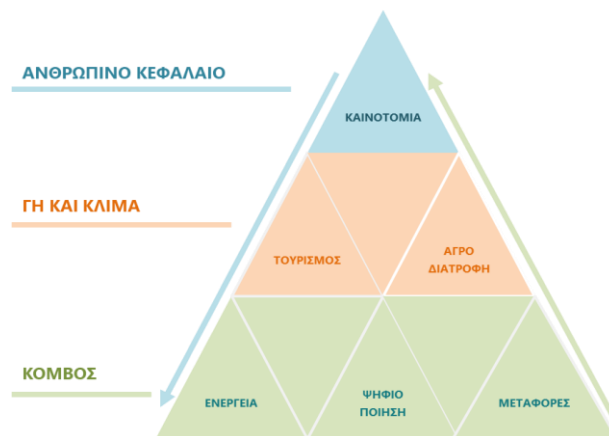 ΑΝΘΡΩΠΙΝΟ ΚΕΦΑΛΑΙΟ
ΚΑΙΝΟΤΟΜΙΑ
ΓΗ ΚΑΙ ΚΛΙΜΑ
ΤΟΥΡΙΣΜΟΣ
ΑΓΡΟ
ΔΙΑΤΡΟΦΗ
ΚΟΜΒΟΣ
ΕΝΕΡΓΕΙΑ
ΨΗΦΙΟ
ΠΟΙΗΣΗ
ΜΕΤΑΦΟΡΕΣ